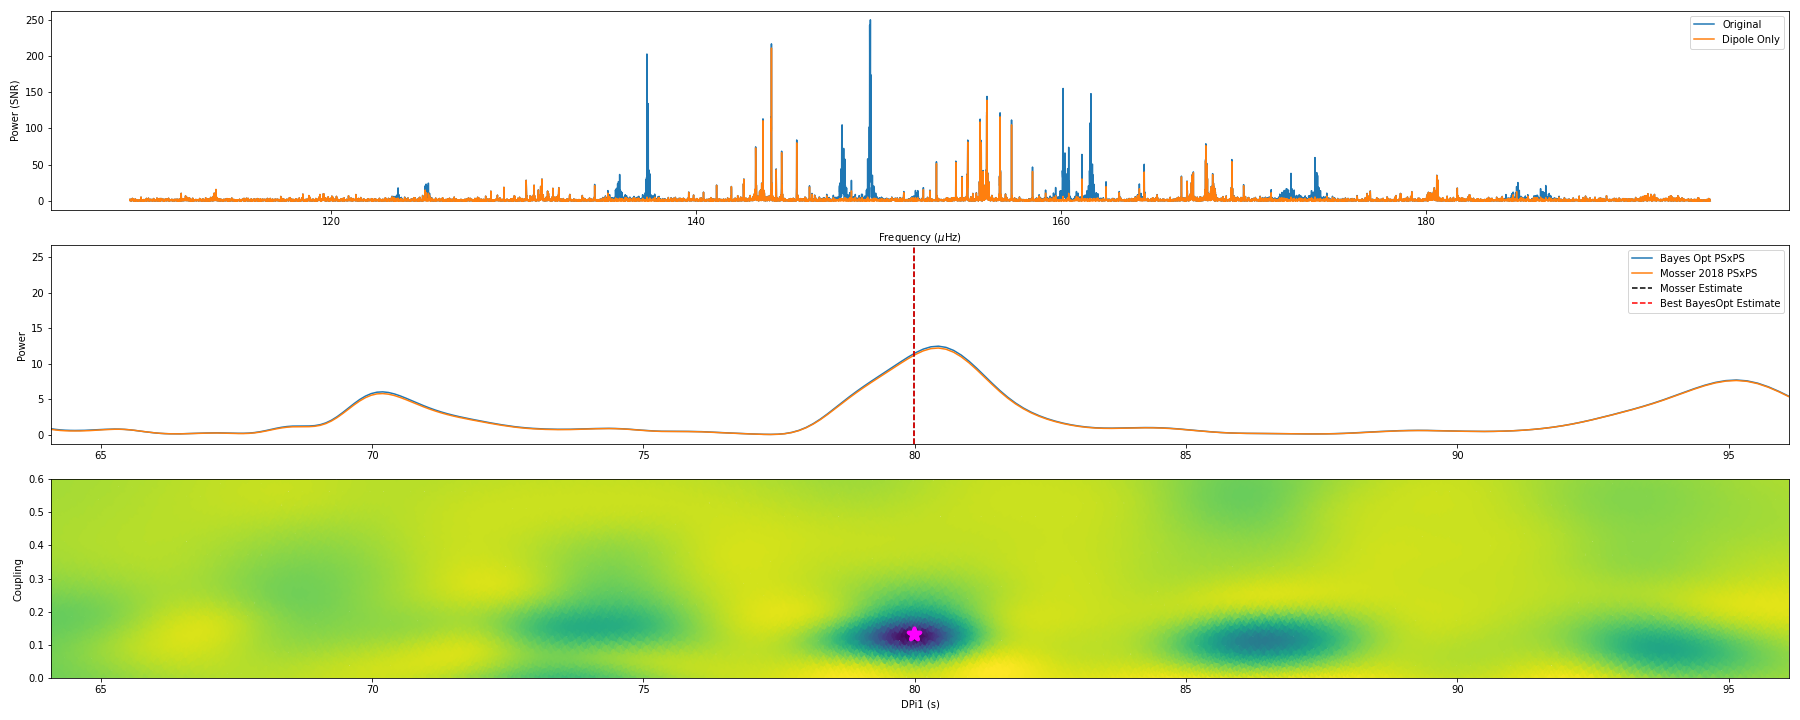 250
200
150
100
50
0
Power (SNR)
Original
Dipole Only
120 140 160 180
Frequency (μHz)
25
20
15
10
5
0
Power
Bayes Opt PSxPS
Mosser 2018 PSxPS
Mosser Estimate
Best BayesOpt Estimate
65 70 75 80 85 90 95
0.6
0.5
0.4
0.3
0.2
0.1
0.0
Coupling
65 70 75 80 85 90 95
DPi1 (s)